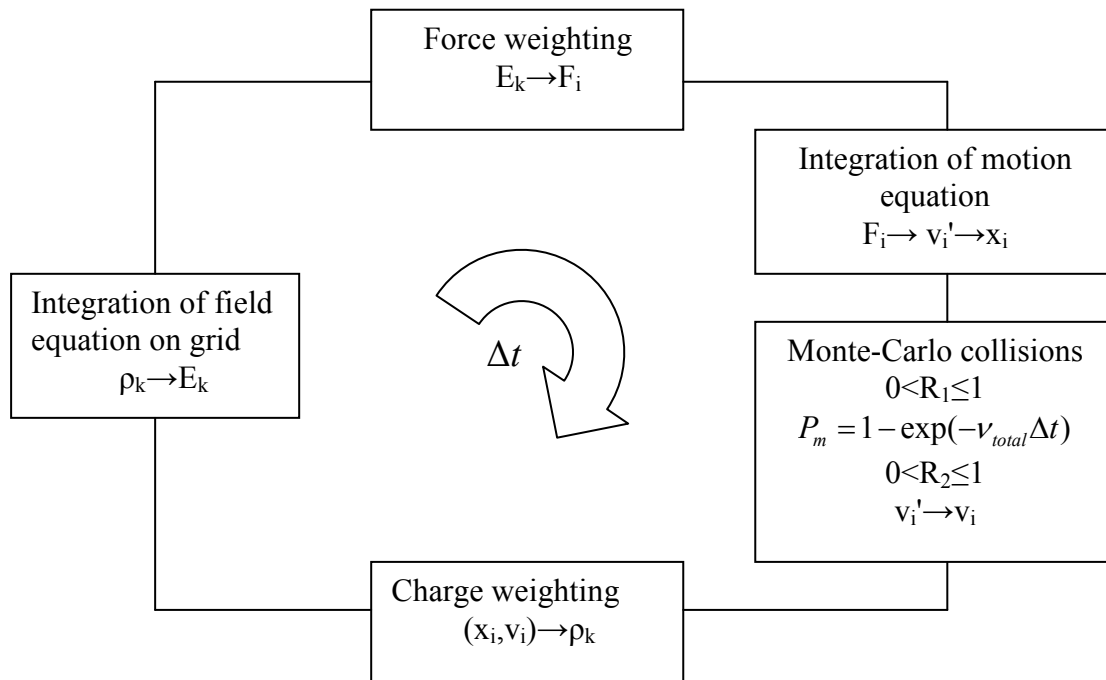 Force weighting
Eₖ→Fᵢ
Integration of motion
equation
Fᵢ→ vᵢ'→xᵢ
Monte-Carlo collisions
0<R₁≤1
Pₘ = 1 − exp(−νₜₒₜₐₗΔt)
0<R₂≤1
vᵢ'→vᵢ
Charge weighting
(xᵢ,vᵢ)→ρₖ
Integration of field
equation on grid
ρₖ→Eₖ
Δt